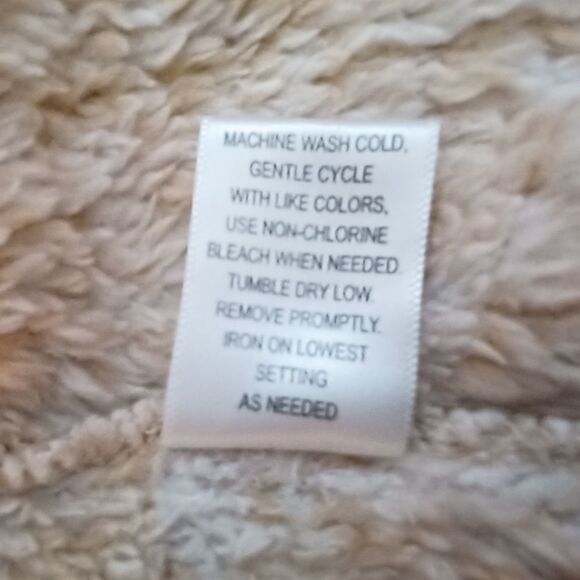 MACHINE WASH COLD,
GENTLE CYCLE
WITH LIKE COLORS,
USE NON-CHLORINE
BLEACH WHEN NEEDED.
TUMBLE DRY LOW.
REMOVE PROMPTLY.
IRON ON LOWEST
SETTING
AS NEEDED